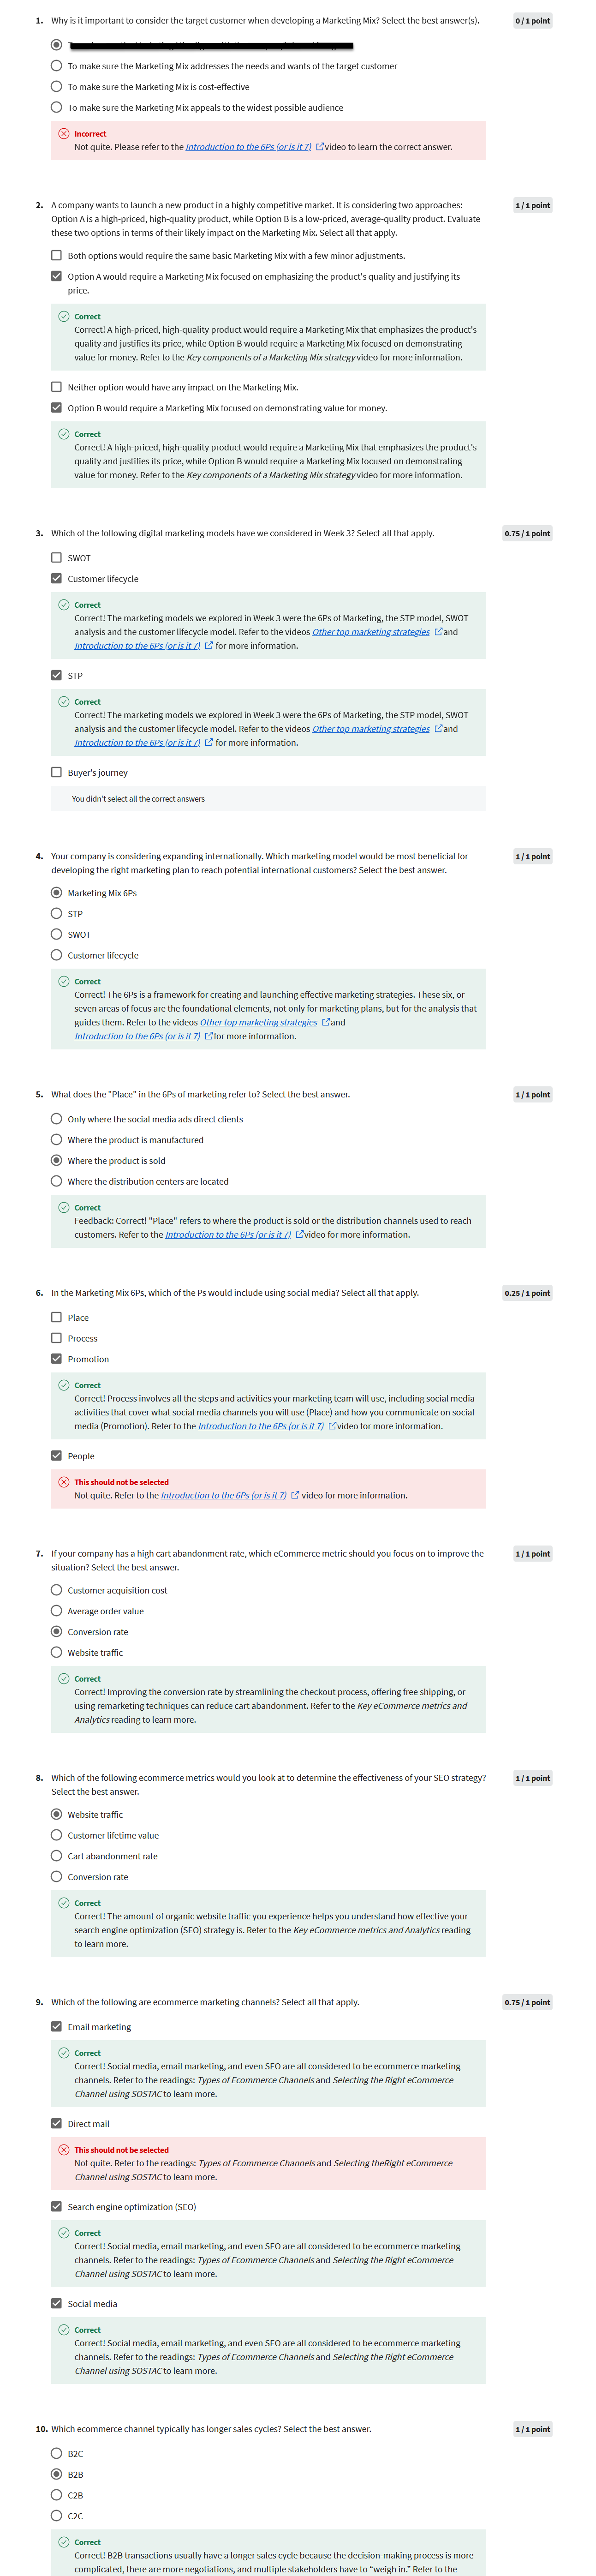 1. Why is it important to consider the target customer when developing a Marketing Mix? Select the best answer(s).
0 / 1 point
To make sure the Marketing Mix addresses the needs and wants of the target customer
To make sure the Marketing Mix is cost-effective
To make sure the Marketing Mix appeals to the widest possible audience
Incorrect
Not quite. Please refer to the Introduction to the 6Ps (or is it 7) video to learn the correct answer.
2. A company wants to launch a new product in a highly competitive market. It is considering two approaches:
1 / 1 point
Option A is a high-priced, high-quality product, while Option B is a low-priced, average-quality product. Evaluate
these two options in terms of their likely impact on the Marketing Mix. Select all that apply.
Both options would require the same basic Marketing Mix with a few minor adjustments.
Option A would require a Marketing Mix focused on emphasizing the product's quality and justifying its
price.
Correct
Correct! A high-priced, high-quality product would require a Marketing Mix that emphasizes the product's
quality and justifies its price, while Option B would require a Marketing Mix focused on demonstrating
value for money. Refer to the Key components of a Marketing Mix strategy video for more information.
Neither option would have any impact on the Marketing Mix.
Option B would require a Marketing Mix focused on demonstrating value for money.
Correct
Correct! A high-priced, high-quality product would require a Marketing Mix that emphasizes the product's
quality and justifies its price, while Option B would require a Marketing Mix focused on demonstrating
value for money. Refer to the Key components of a Marketing Mix strategy video for more information.
3. Which of the following digital marketing models have we considered in Week 3? Select all that apply.
0.75 / 1 point
SWOT
Customer lifecycle
Correct
Correct! The marketing models we explored in Week 3 were the 6Ps of Marketing, the STP model, SWOT
analysis and the customer lifecycle model. Refer to the videos Other top marketing strategies and
Introduction to the 6Ps (or is it 7) for more information.
STP
Correct
Correct! The marketing models we explored in Week 3 were the 6Ps of Marketing, the STP model, SWOT
analysis and the customer lifecycle model. Refer to the videos Other top marketing strategies and
Introduction to the 6Ps (or is it 7) for more information.
Buyer's journey
You didn't select all the correct answers
4. Your company is considering expanding internationally. Which marketing model would be most beneficial for
1 / 1 point
developing the right marketing plan to reach potential international customers? Select the best answer.
Marketing Mix 6Ps
STP
SWOT
Customer lifecycle
Correct
Correct! The 6Ps is a framework for creating and launching effective marketing strategies. These six, or
seven areas of focus are the foundational elements, not only for marketing plans, but for the analysis that
guides them. Refer to the videos Other top marketing strategies and
Introduction to the 6Ps (or is it 7) for more information.
5. What does the "Place" in the 6Ps of marketing refer to? Select the best answer.
1 / 1 point
Only where the social media ads direct clients
Where the product is manufactured
Where the product is sold
Where the distribution centers are located
Correct
Feedback: Correct! "Place" refers to where the product is sold or the distribution channels used to reach
customers. Refer to the Introduction to the 6Ps (or is it 7) video for more information.
6. In the Marketing Mix 6Ps, which of the Ps would include using social media? Select all that apply.
0.25 / 1 point
Place
Process
Promotion
Correct
Correct! Process involves all the steps and activities your marketing team will use, including social media
activities that cover what social media channels you will use (Place) and how you communicate on social
media (Promotion). Refer to the Introduction to the 6Ps (or is it 7) video for more information.
People
This should not be selected
Not quite. Refer to the Introduction to the 6Ps (or is it 7) video for more information.
7. If your company has a high cart abandonment rate, which eCommerce metric should you focus on to improve the
1 / 1 point
situation? Select the best answer.
Customer acquisition cost
Average order value
Conversion rate
Website traffic
Correct
Correct! Improving the conversion rate by streamlining the checkout process, offering free shipping, or
using remarketing techniques can reduce cart abandonment. Refer to the Key eCommerce metrics and
Analytics reading to learn more.
8. Which of the following ecommerce metrics would you look at to determine the effectiveness of your SEO strategy?
1 / 1 point
Select the best answer.
Website traffic
Customer lifetime value
Cart abandonment rate
Conversion rate
Correct
Correct! The amount of organic website traffic you experience helps you understand how effective your
search engine optimization (SEO) strategy is. Refer to the Key eCommerce metrics and Analytics reading
to learn more.
9. Which of the following are ecommerce marketing channels? Select all that apply.
0.75 / 1 point
Email marketing
Correct
Correct! Social media, email marketing, and even SEO are all considered to be ecommerce marketing
channels. Refer to the readings: Types of Ecommerce Channels and Selecting the Right eCommerce
Channel using SOSTAC to learn more.
Direct mail
This should not be selected
Not quite. Refer to the readings: Types of Ecommerce Channels and Selecting theRight eCommerce
Channel using SOSTAC to learn more.
Search engine optimization (SEO)
Correct
Correct! Social media, email marketing, and even SEO are all considered to be ecommerce marketing
channels. Refer to the readings: Types of Ecommerce Channels and Selecting the Right eCommerce
Channel using SOSTAC to learn more.
Social media
Correct
Correct! Social media, email marketing, and even SEO are all considered to be ecommerce marketing
channels. Refer to the readings: Types of Ecommerce Channels and Selecting the Right eCommerce
Channel using SOSTAC to learn more.
10. Which ecommerce channel typically has longer sales cycles? Select the best answer.
1 / 1 point
B2C
B2B
C2B
C2C
Correct
Correct! B2B transactions usually have a longer sales cycle because the decision-making process is more
complicated, there are more negotiations, and multiple stakeholders have to "weigh in." Refer to the